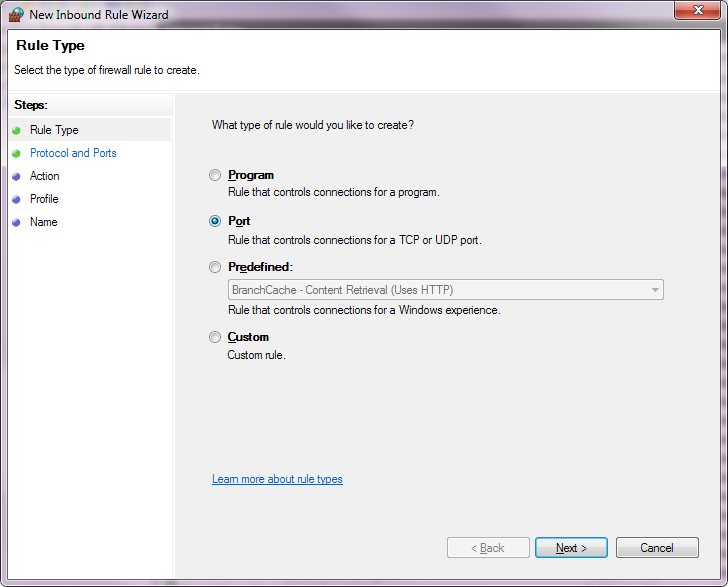 New Inbound Rule Wizard
Rule Type
Select the type of firewall rule to create.
Steps:
Rule Type
Protocol and Ports
Action
Profile
Name
What type of rule would you like to create?
Program
Rule that controls connections for a program.
Port
Rule that controls connections for a TCP or UDP port.
Predefined:
BranchCache - Content Retrieval (Uses HTTP)
Rule that controls connections for a Windows experience.
Custom
Custom rule.
Learn more about rule types
< Back
Next >
Cancel